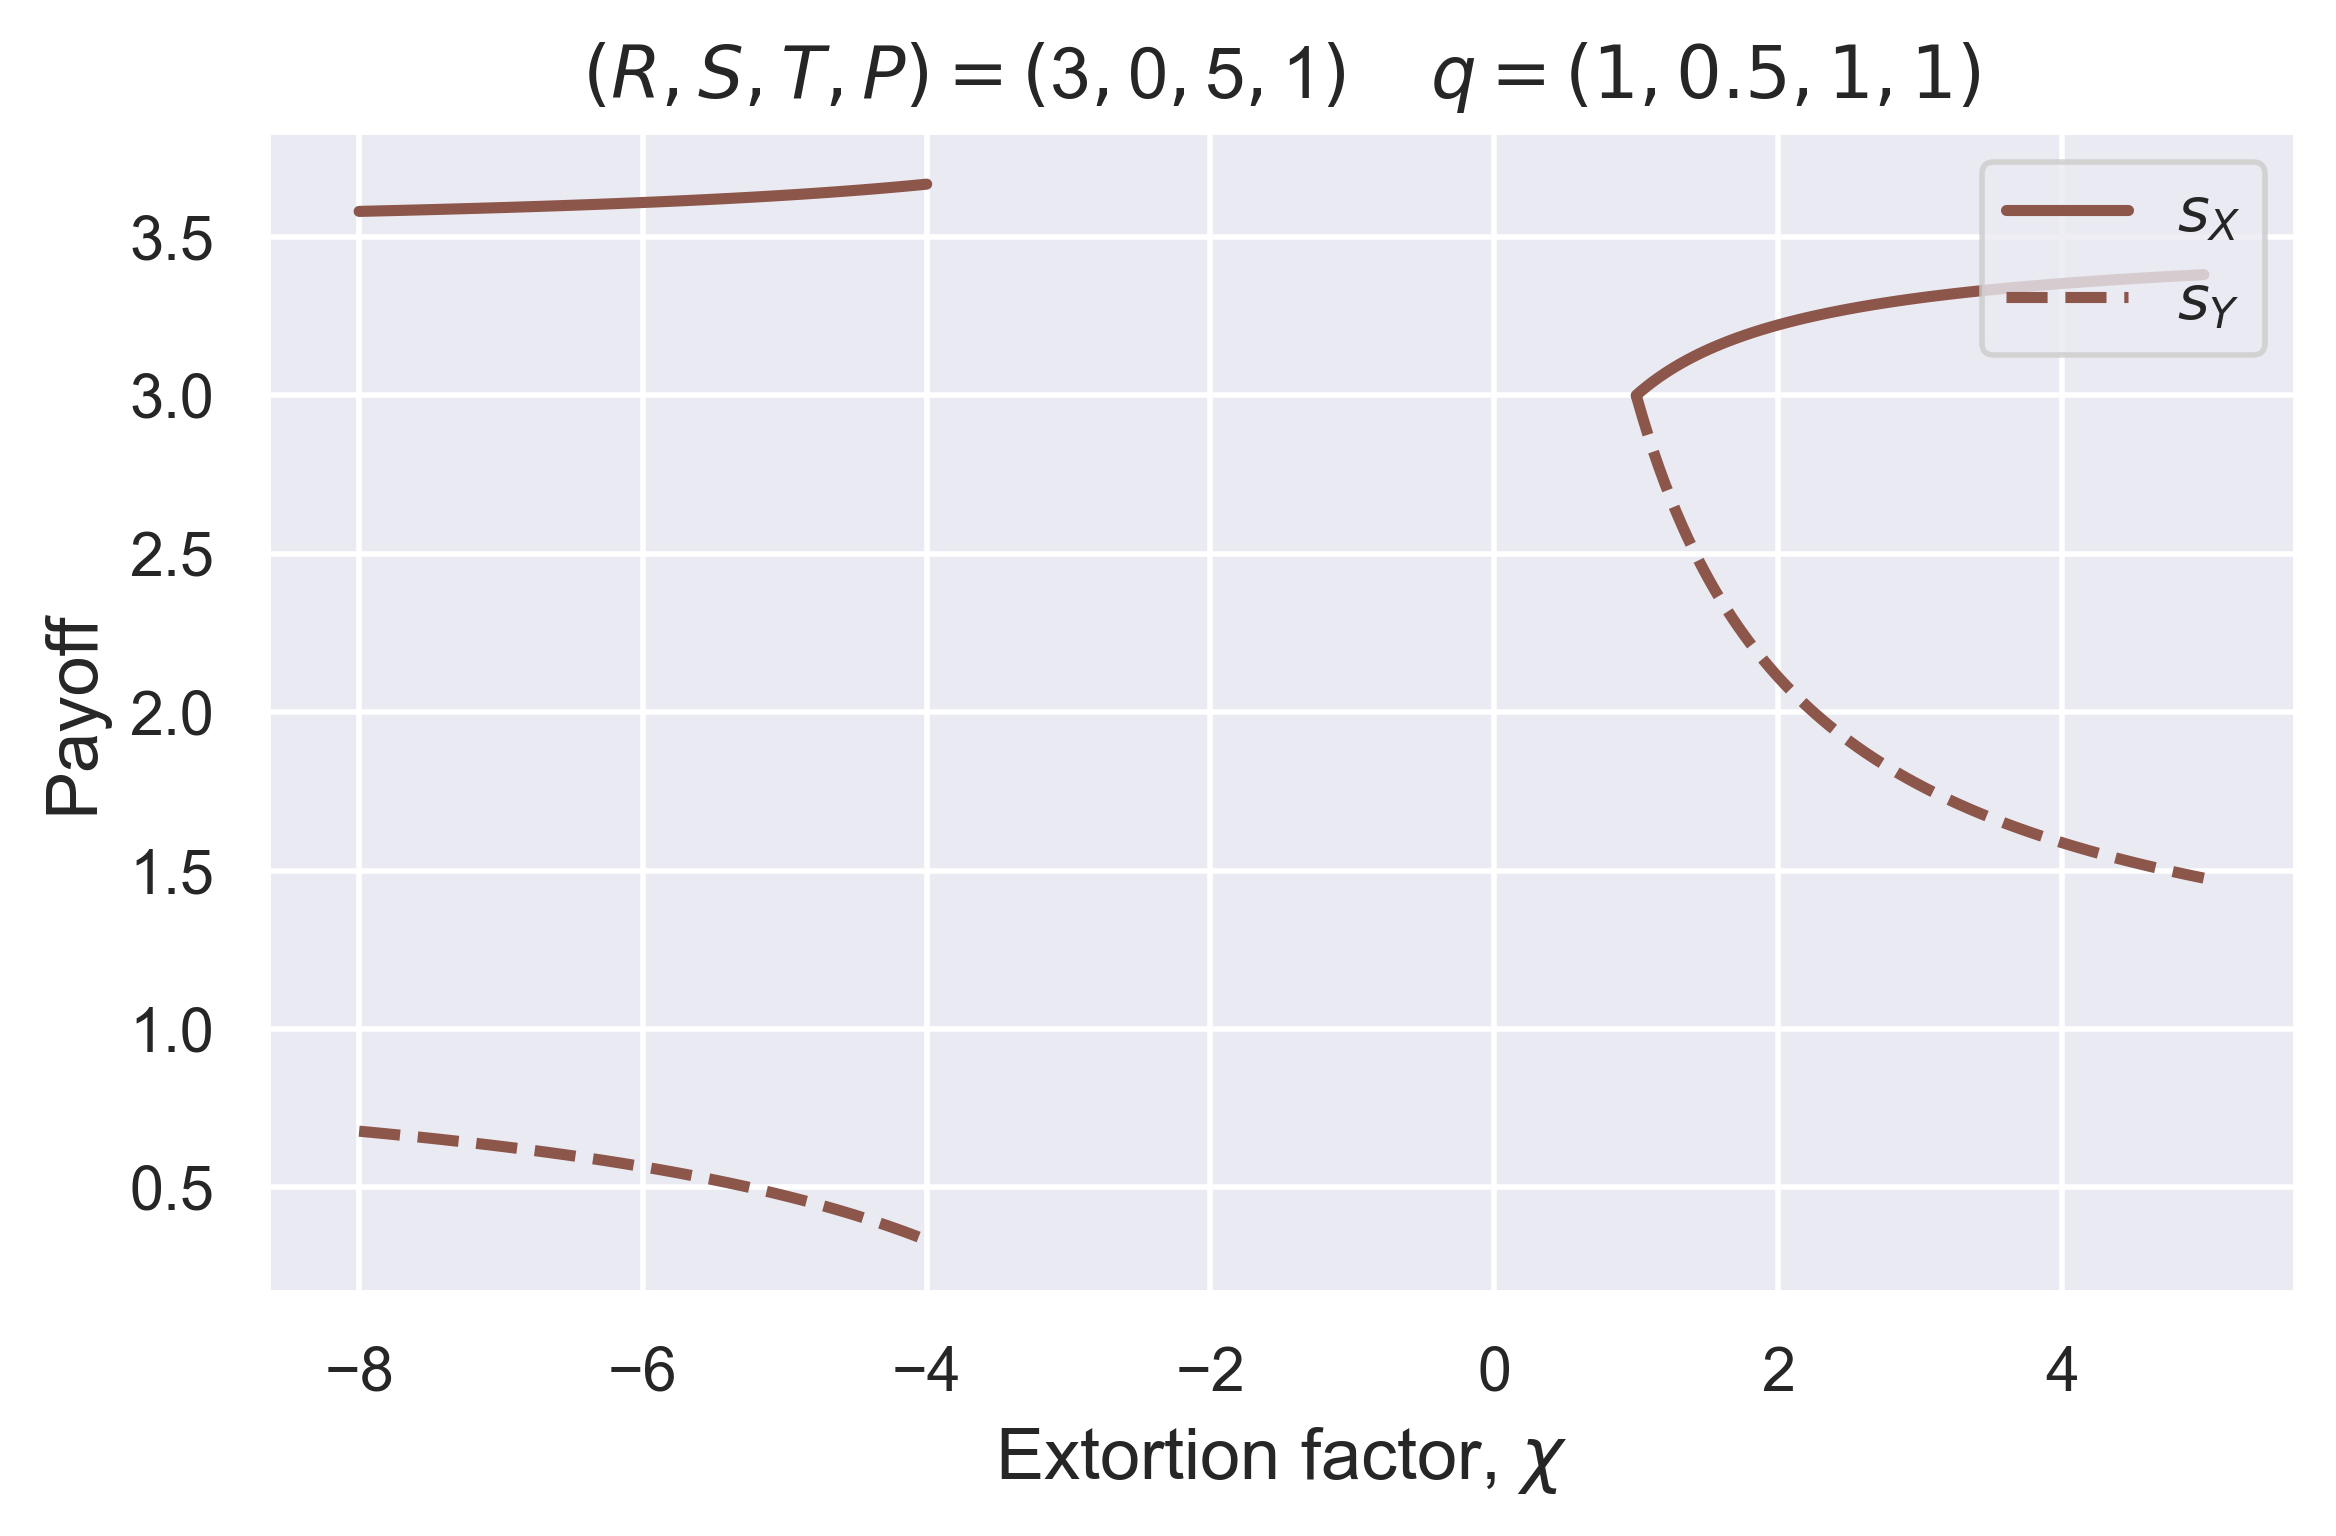 (R, S, T, P) = (3, 0, 5, 1) q = (1, 0.5, 1, 1)
s_X
s_Y
3.5
3.0
2.5
2.0
1.5
1.0
0.5
Payoff
−8 −6 −4 −2 0 2 4
Extortion factor, χ